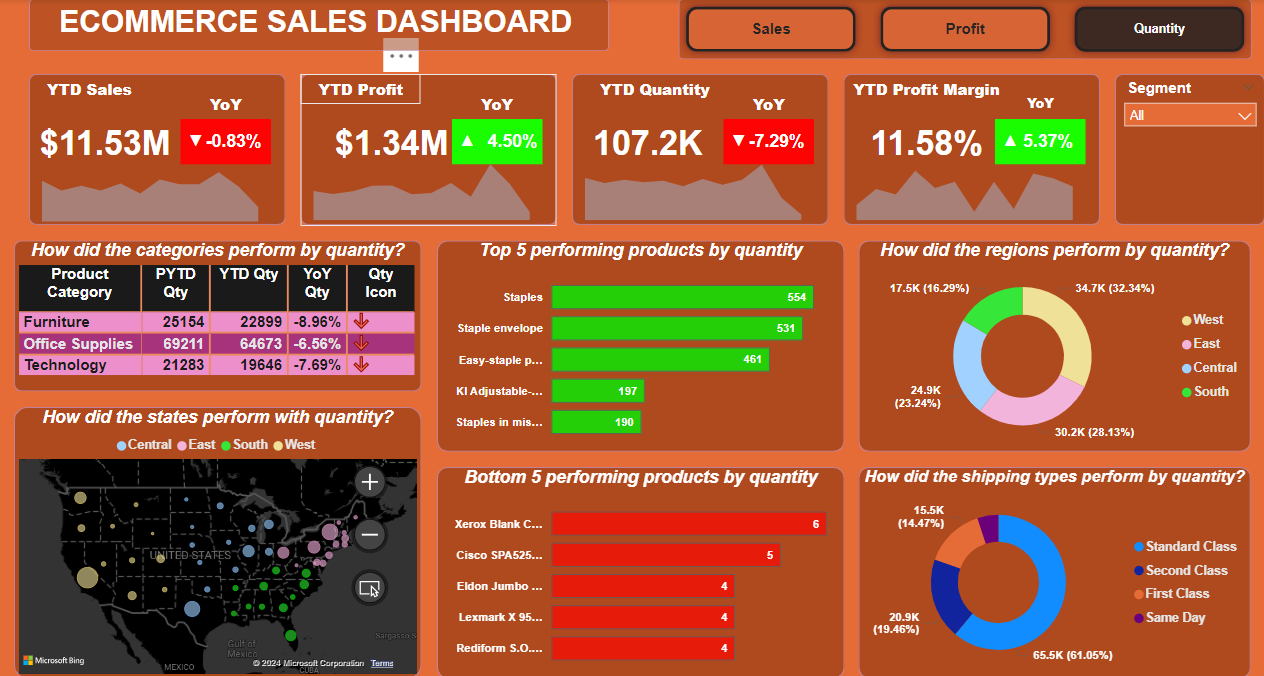 ECOMMERCE SALES DASHBOARD
Sales
Profit
Quantity
YTD Sales
YoY
$11.53M
▼-0.83%
YTD Profit
YoY
$1.34M
▲ 4.50%
YTD Quantity
YoY
107.2K
▼-7.29%
YTD Profit Margin
YoY
11.58%
▲ 5.37%
Segment
All
How did the categories perform by quantity?
Product Category PYTD Qty YTD Qty YoY Qty Qty Icon
Furniture 25154 22899 -8.96%
Office Supplies 69211 64673 -6.56%
Technology 21283 19646 -7.69%
Top 5 performing products by quantity
Staples 554
Staple envelope 531
Easy-staple p... 461
KI Adjustable-... 197
Staples in mis... 190
How did the regions perform by quantity?
17.5K (16.29%)
34.7K (32.34%)
24.9K
(23.24%)
30.2K (28.13%)
West
East
Central
South
How did the states perform with quantity?
Central East South West
UNITED STATES
Gulf of
Mexico
Sargasso S
MEXICO
CUBA
Microsoft Bing
© 2024 Microsoft Corporation Terms
Bottom 5 performing products by quantity
Xerox Blank C... 6
Cisco SPA525... 5
Eldon Jumbo ... 4
Lexmark X 95... 4
Rediform S.O.... 4
How did the shipping types perform by quantity?
15.5K
(14.47%)
20.9K
(19.46%)
65.5K (61.05%)
Standard Class
Second Class
First Class
Same Day